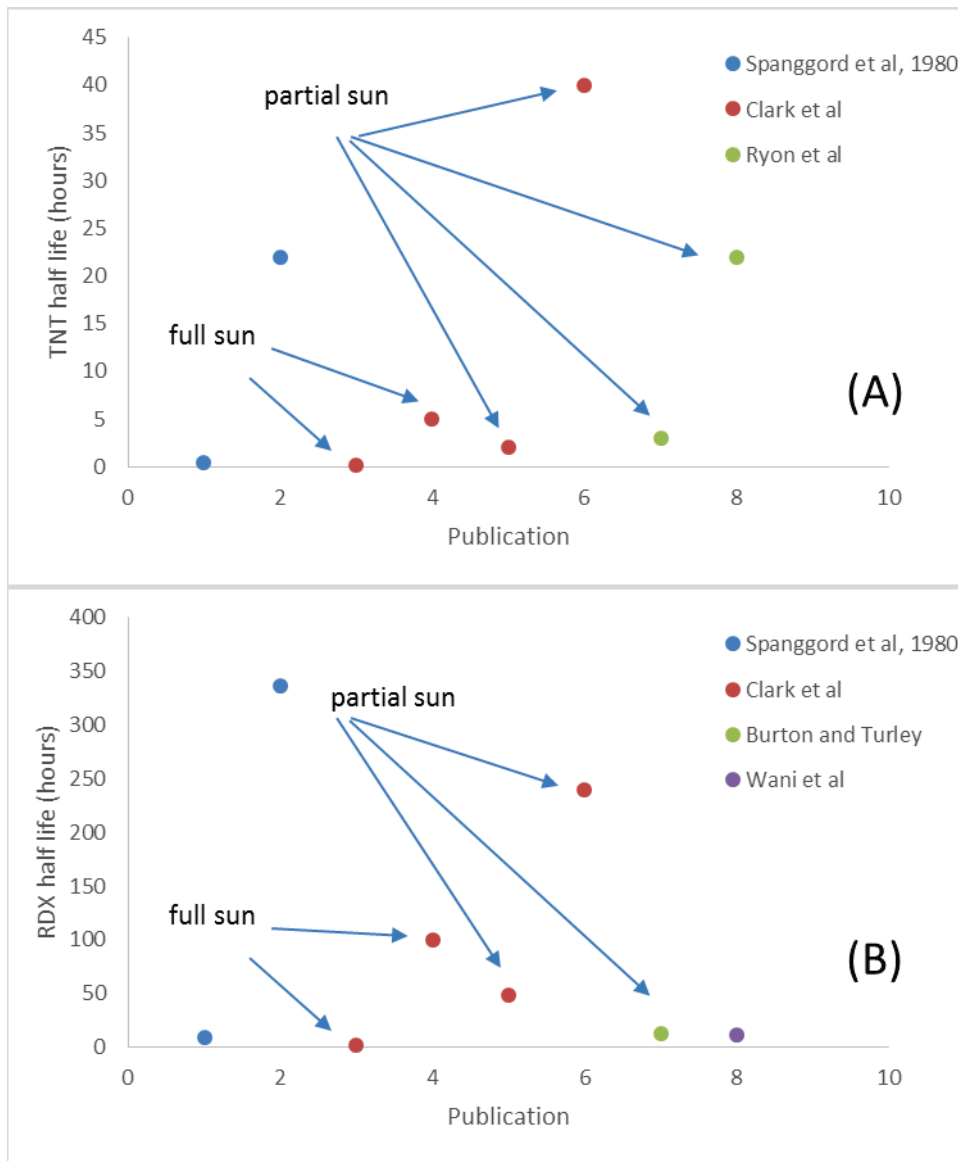 45
40
35
30
25
20
15
10
5
0
TNT half life (hours)
partial sun
full sun
Spanggord et al, 1980
Clark et al
Ryon et al
(A)
0 2 4 6 8 10
Publication
400
350
300
250
200
150
100
50
0
RDX half life (hours)
partial sun
full sun
Spanggord et al, 1980
Clark et al
Burton and Turley
Wani et al
(B)
0 2 4 6 8 10
Publication